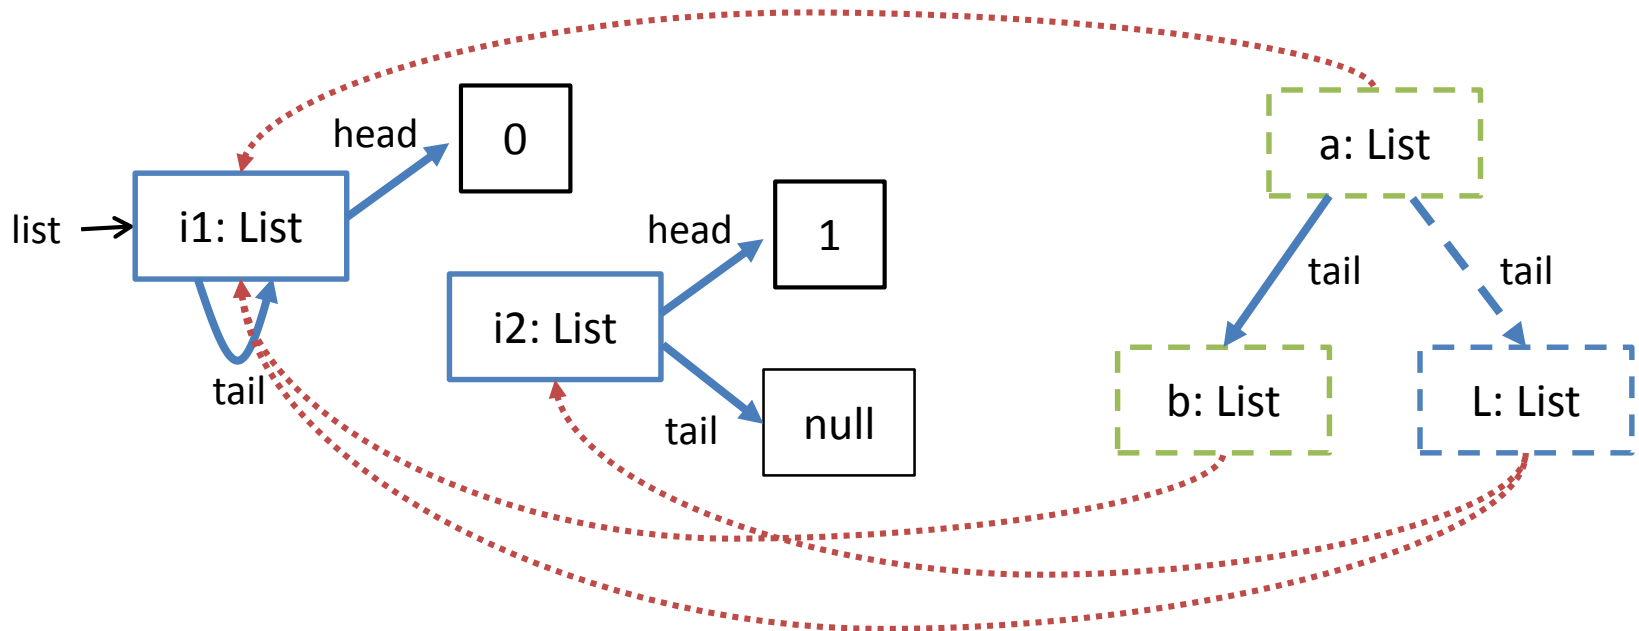 head
0
a: List
list
i1: List
head
1
tail
tail
i2: List
tail
tail
null
b: List
L: List